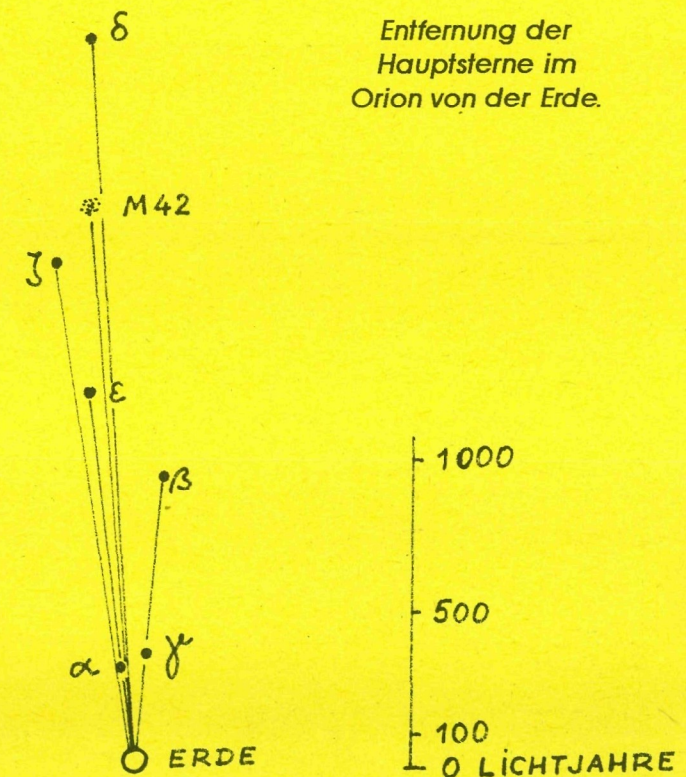 Entfernung der
Hauptsterne im
Orion von der Erde.
δ
M42
ζ
ε
1000
β
500
α
γ
100
ERDE
0 LICHTJAHRE